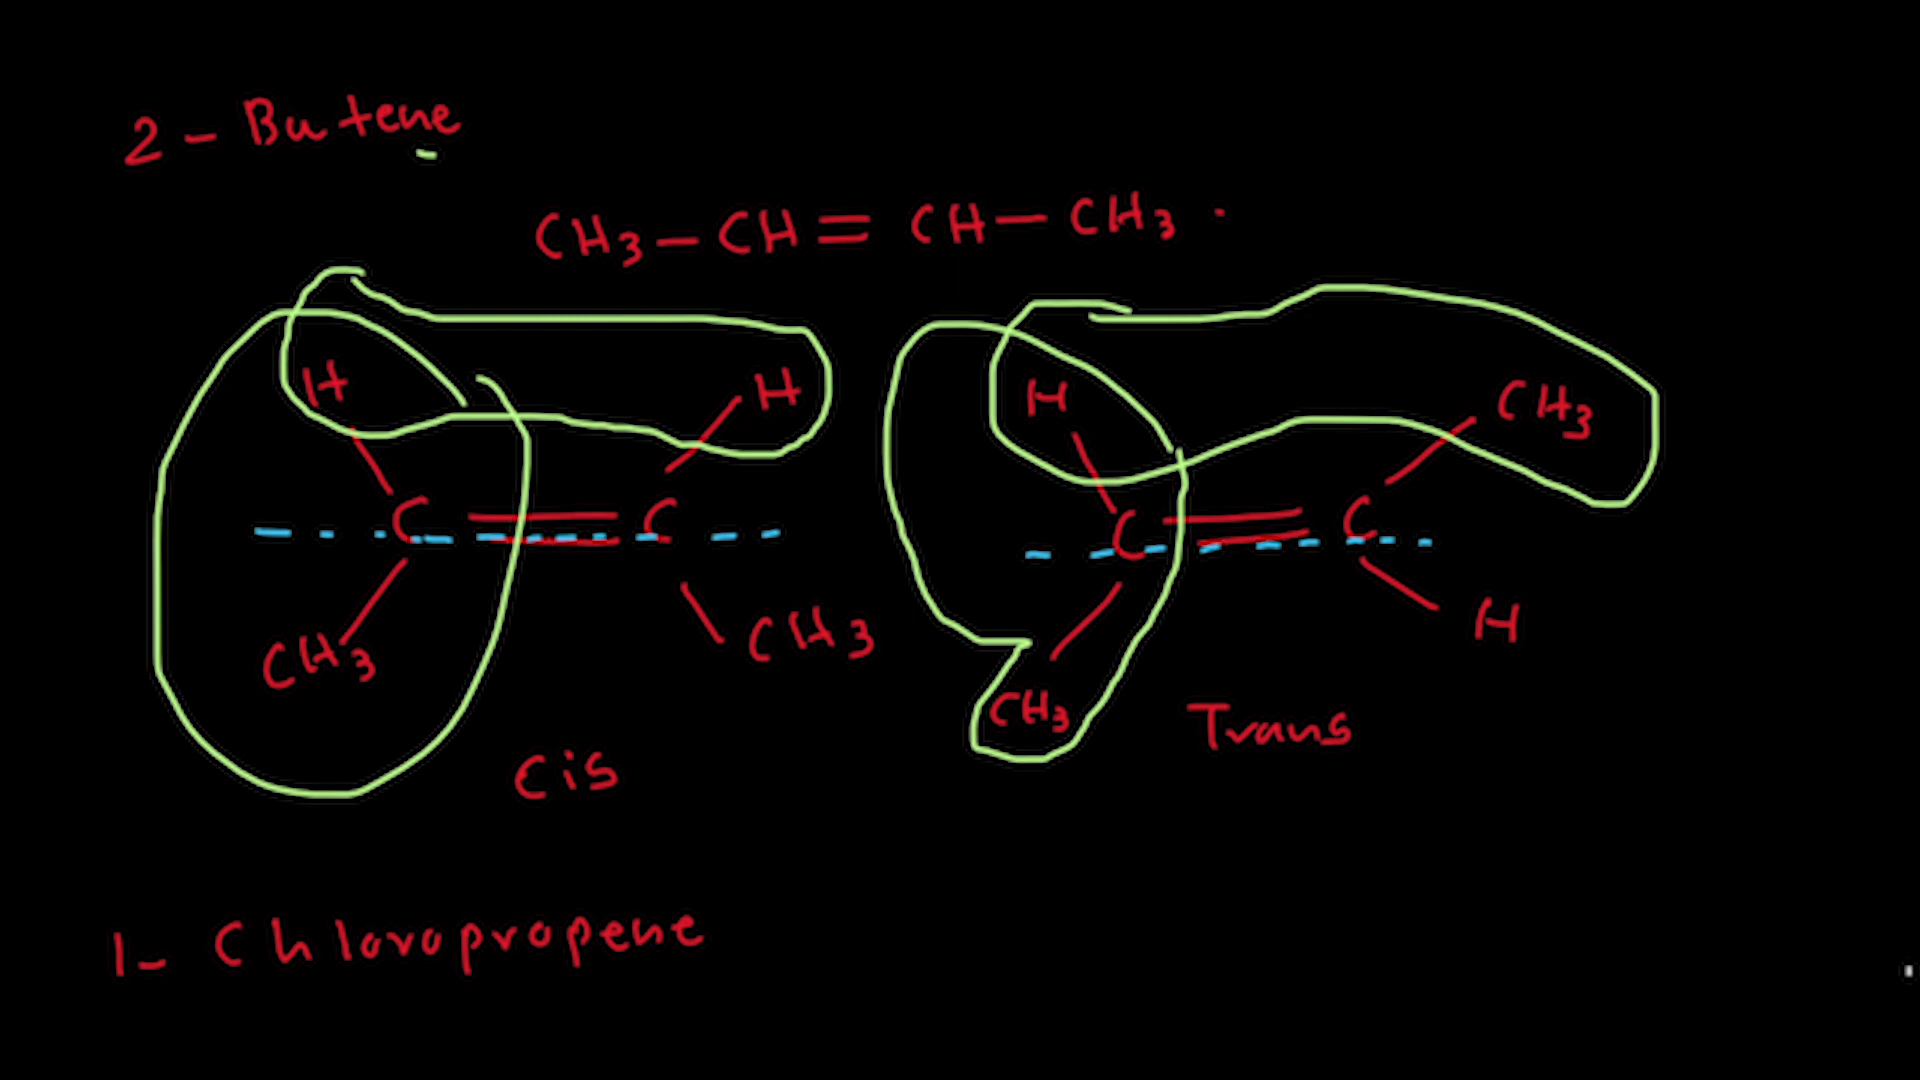 2 - Butene
CH3 - CH = CH - CH3 .
H H
C = C
CH3 CH3
Cis
H CH3
C = C
CH3 H
Trans
1- Chloropropene